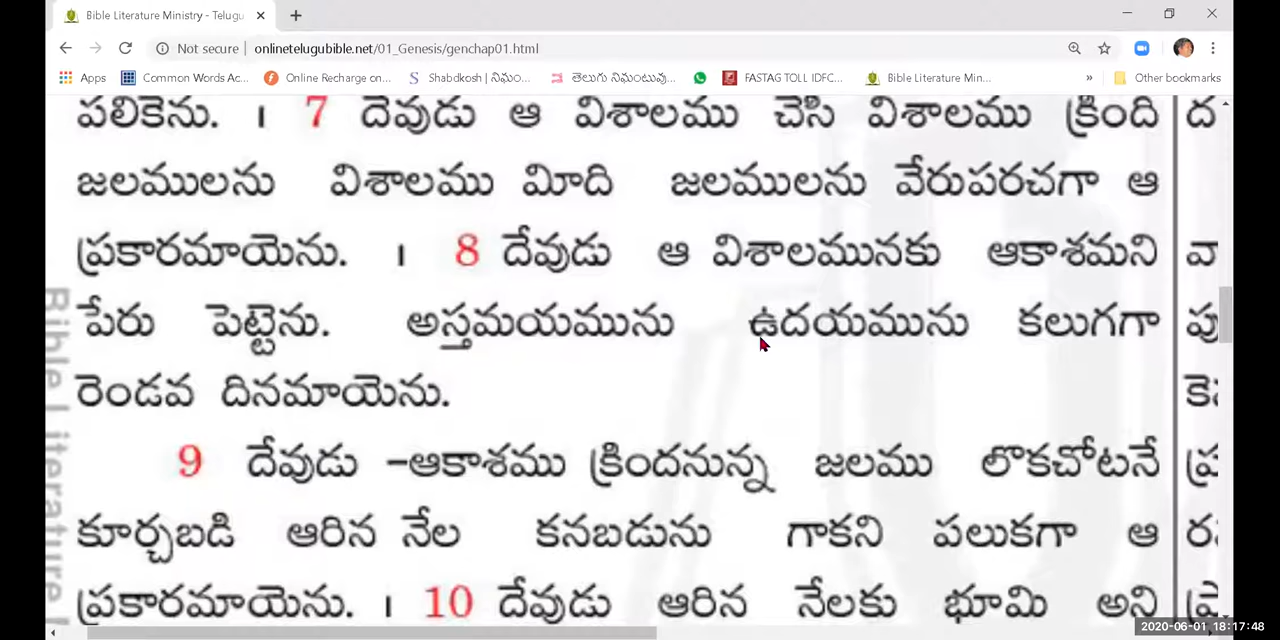 Bible Literature Ministry - Telugu
Not secure | onlinetelugubible.net/01_Genesis/genchap01.html
Apps Common Words Ac... Online Recharge on... Shabdkosh | నిఘం... తెలుగు నిఘంటువు... FASTAG TOLL IDFC... Bible Literature Min... » Other bookmarks
పలికెను. । 7 దేవుడు ఆ విశాలము చేసి విశాలము క్రింది ద
జలములను విశాలము మీది జలములను వేరుపరచగా ఆ
ప్రకారమాయెను. । 8 దేవుడు ఆ విశాలమునకు ఆకాశమని వా
పేరు పెట్టెను. అస్తమయమును ఉదయమును కలుగగా పు
రెండవ దినమాయెను. కె
9 దేవుడు –ఆకాశము క్రిందనున్న జలము లొకచోటనే ప్ర
కూర్చబడి ఆరిన నేల కనబడును గాకని పలుకగా ఆ ర
ప్రకారమాయెను. । 10 దేవుడు ఆరిన నేలకు భూమి అని
Bible Literature
2020-06-01 18:17:48